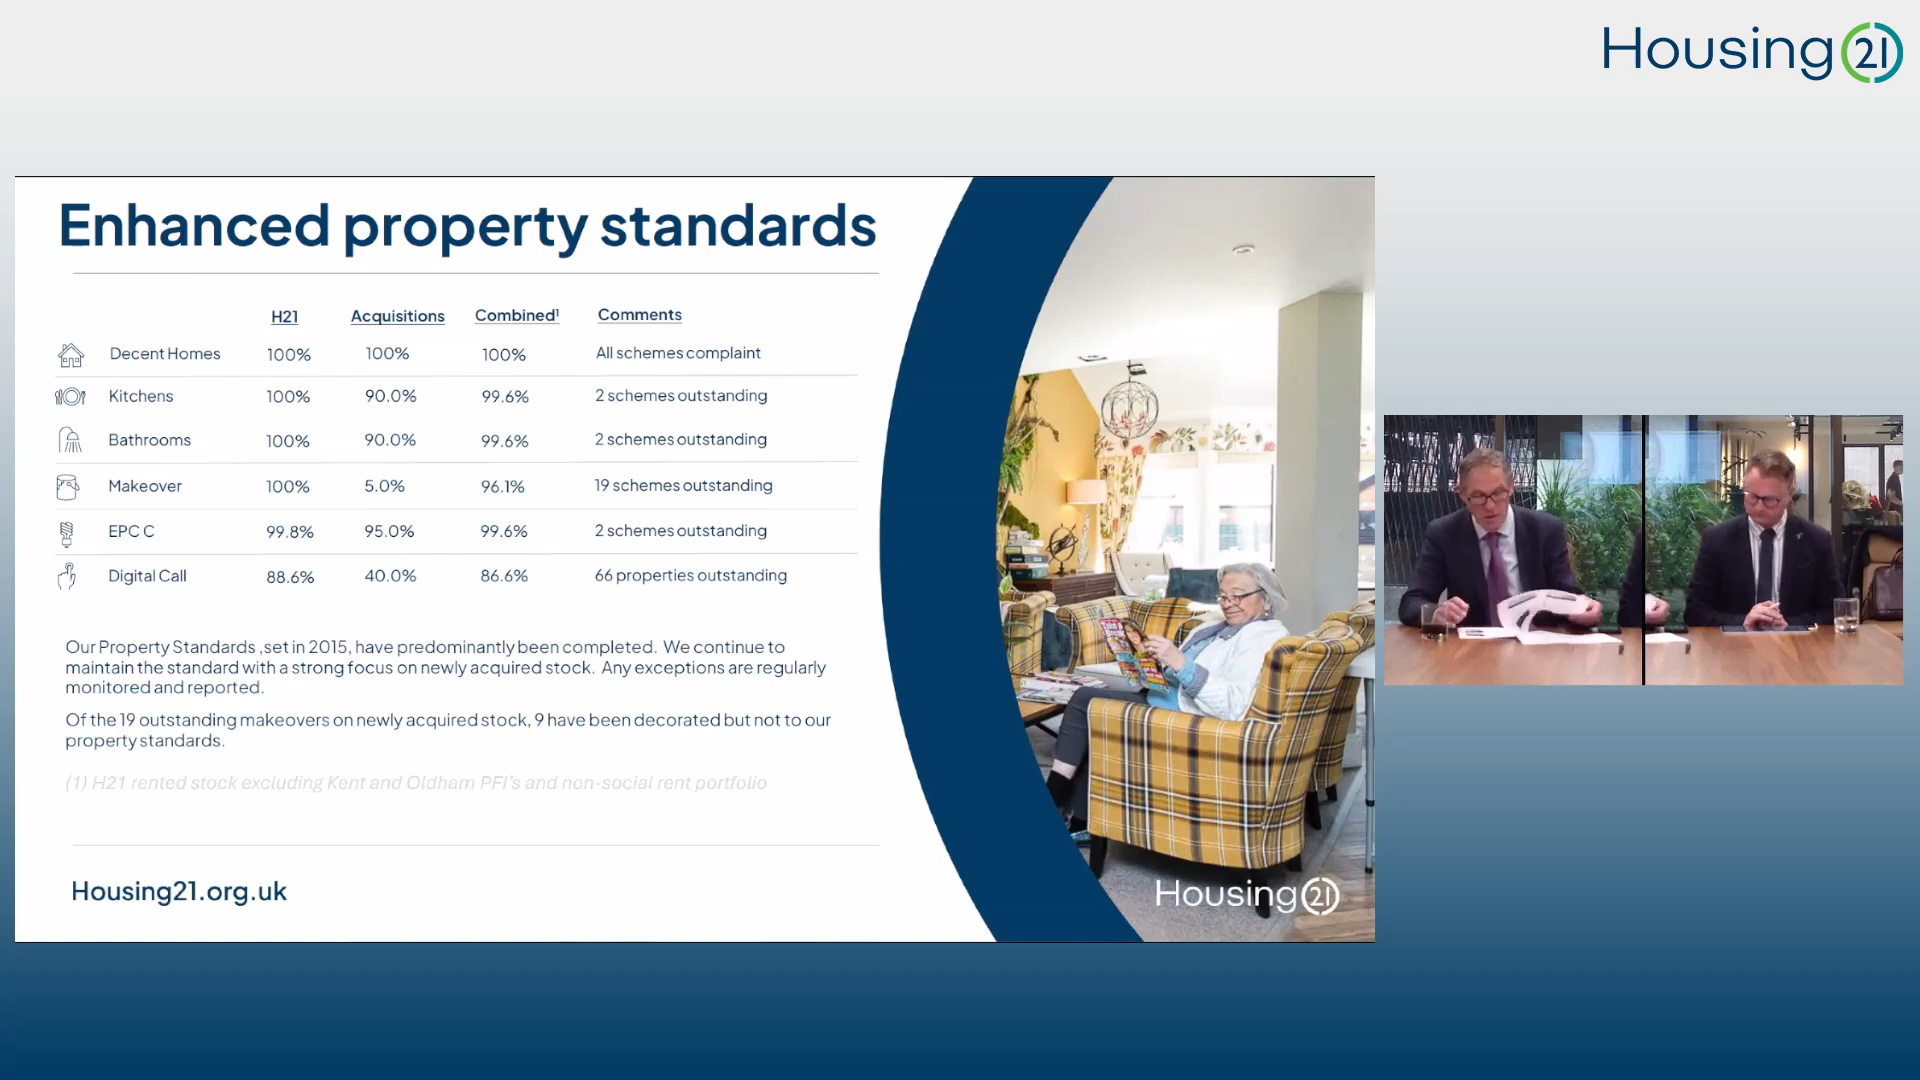 Housing 21
Enhanced property standards
H21 Acquisitions Combined¹ Comments
Decent Homes 100% 100% 100% All schemes complaint
Kitchens 100% 90.0% 99.6% 2 schemes outstanding
Bathrooms 100% 90.0% 99.6% 2 schemes outstanding
Makeover 100% 5.0% 96.1% 19 schemes outstanding
EPC C 99.8% 95.0% 99.6% 2 schemes outstanding
Digital Call 88.6% 40.0% 86.6% 66 properties outstanding
Our Property Standards ,set in 2015, have predominantly been completed. We continue to
maintain the standard with a strong focus on newly acquired stock. Any exceptions are regularly
monitored and reported.
Of the 19 outstanding makeovers on newly acquired stock, 9 have been decorated but not to our
property standards.
(1) H21 rented stock excluding Kent and Oldham PFI's and non-social rent portfolio
Housing21.org.uk
Housing 21